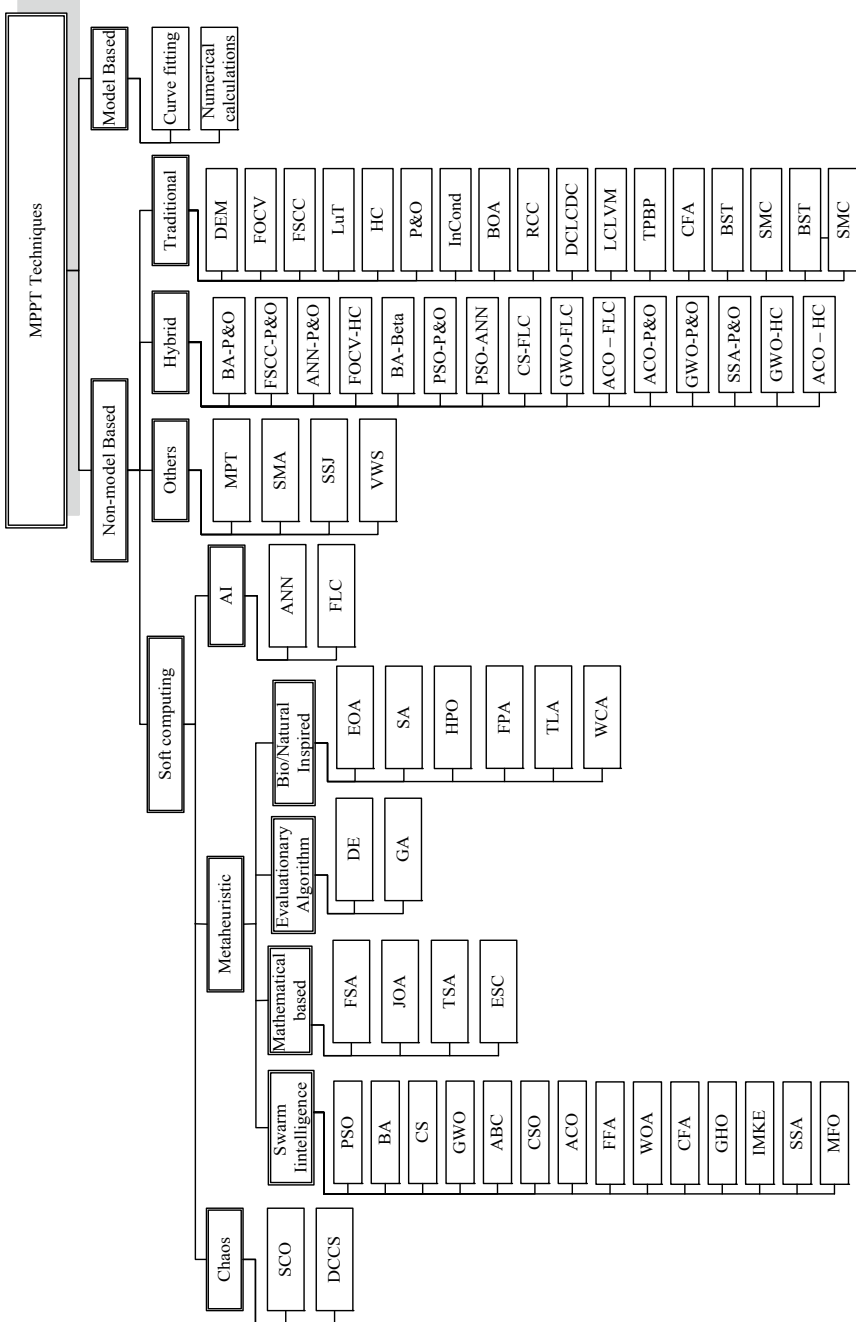 MPPT Techniques
Model Based
Curve fitting
Numerical
calculations
Non-model Based
Traditional
DEM
FOCV
FSCC
LuT
HC
P&O
InCond
BOA
RCC
DCLCDC
LCLVM
TPBP
CFA
BST
SMC
BST
SMC
Hybrid
BA-P&O
FSCC-P&O
ANN-P&O
FOCV-HC
BA-Beta
PSO-P&O
PSO-ANN
CS-FLC
GWO-FLC
ACO – FLC
ACO-P&O
GWO-P&O
SSA-P&O
GWO-HC
ACO – HC
Others
MPT
SMA
SSJ
VWS
Soft computing
AI
ANN
FLC
Metaheuristic
Bio/Natural
Inspired
EOA
SA
HPO
FPA
TLA
WCA
Evaluationary
Algorithm
DE
GA
Mathematical
based
FSA
JOA
TSA
ESC
Swarm
Iintelligence
PSO
BA
CS
GWO
ABC
CSO
ACO
FFA
WOA
CFA
GHO
IMKE
SSA
MFO
Chaos
SCO
DCCS